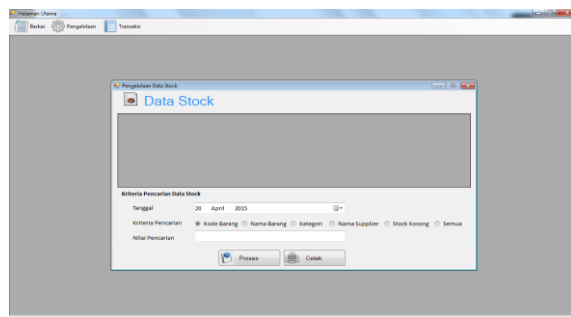 Halaman Utama
Berkas Pengelolaan Transaksi
Pengelolaan Data Stock
Data Stock
Kriteria Pencarian Data Stock
Tanggal 20 April 2015
Kriteria Pencarian Kode Barang Nama Barang Kategori Nama Supplier Stock Kosong Semua
Nilai Pencarian
Proses Cetak